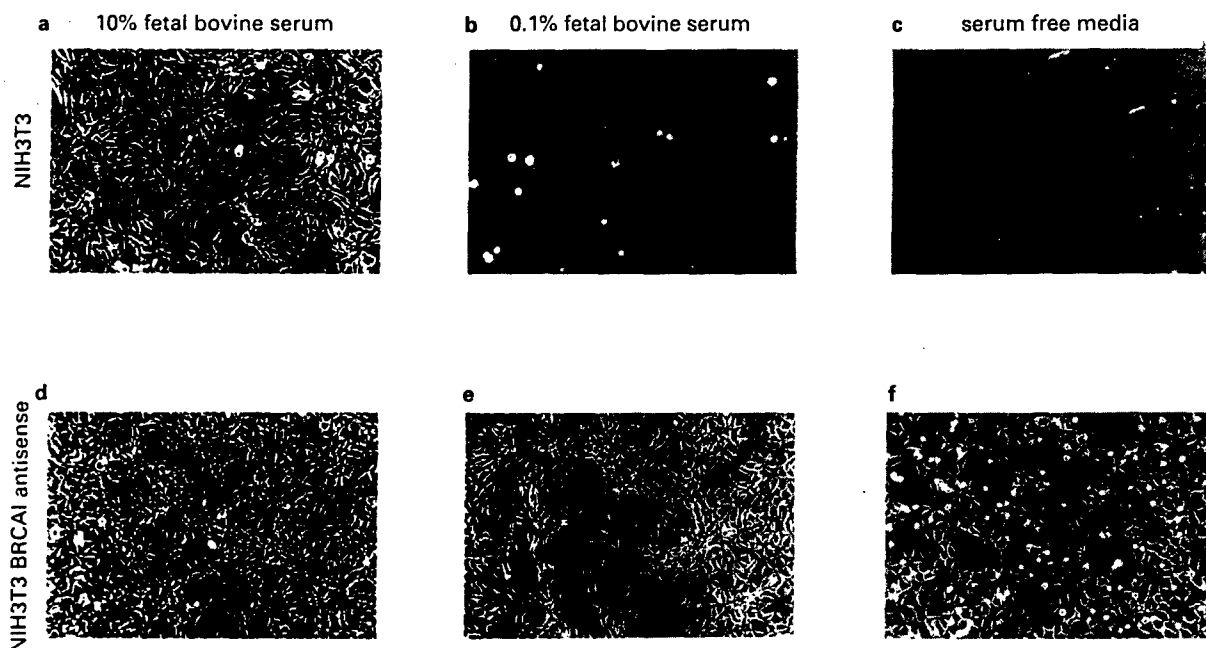 a 10% fetal bovine serum
b 0.1% fetal bovine serum
c serum free media
NIH3T3
d
e
f
NIH3T3 BRCAI antisense